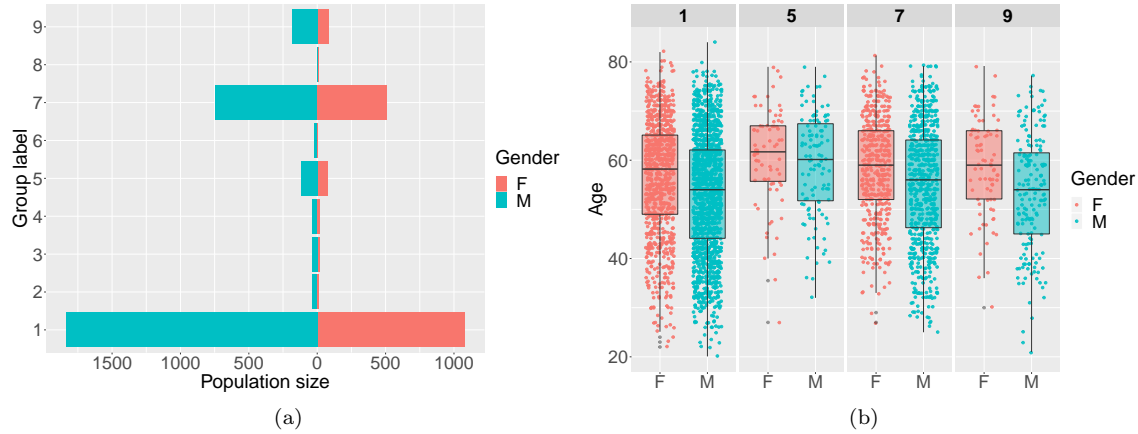 9
8
7
6
5
4
3
2
1
Group label
1500 1000 500 0 500 1000
Population size
Gender
F
M
(a)
1 5 7 9
80
60
40
20
Age
F M F M F M F M
Gender
F
M
(b)